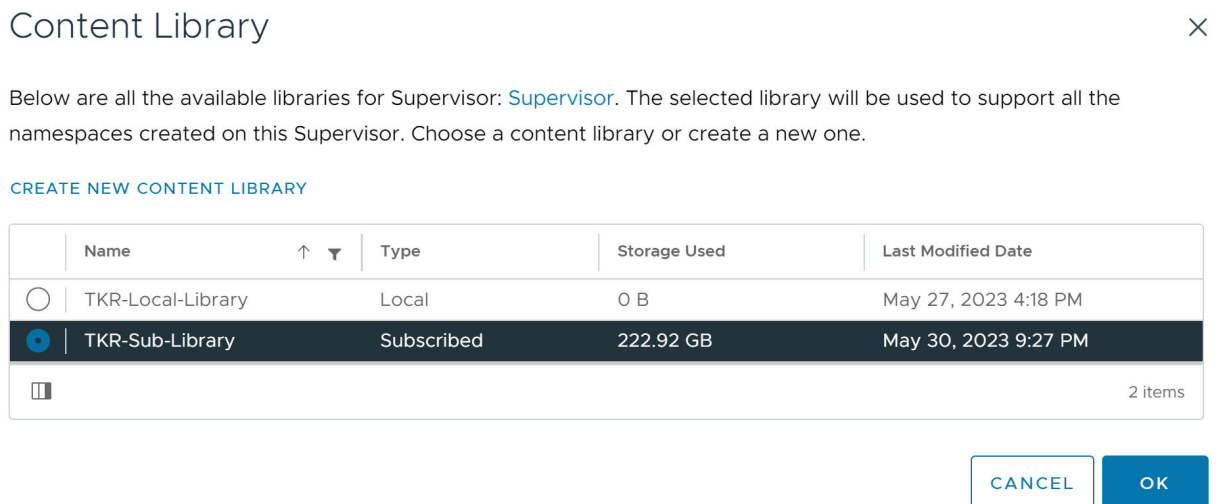 Content Library
Below are all the available libraries for Supervisor: Supervisor. The selected library will be used to support all the
namespaces created on this Supervisor. Choose a content library or create a new one.
CREATE NEW CONTENT LIBRARY
Name Type Storage Used Last Modified Date
TKR-Local-Library Local 0 B May 27, 2023 4:18 PM
TKR-Sub-Library Subscribed 222.92 GB May 30, 2023 9:27 PM
2 items
CANCEL OK